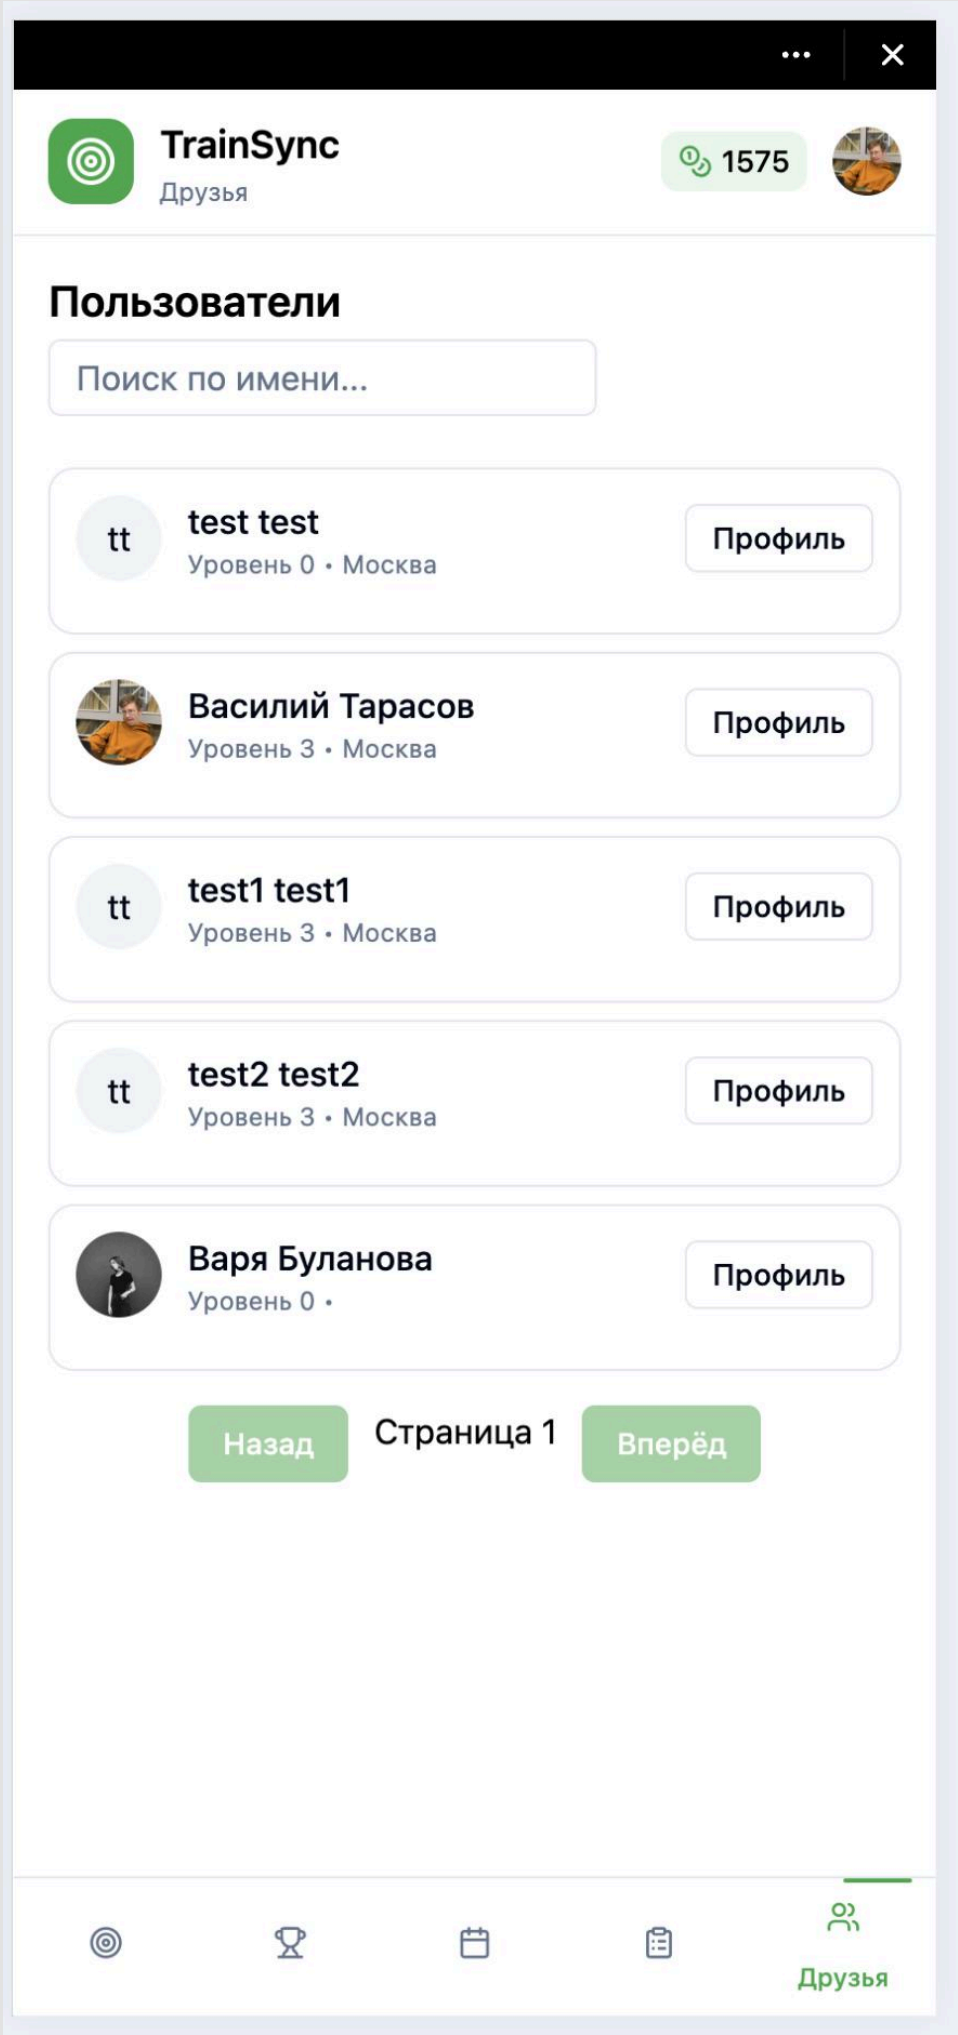 TrainSync
Друзья
1575
Пользователи
Поиск по имени...
tt
test test
Уровень 0 • Москва
Профиль
Василий Тарасов
Уровень 3 • Москва
Профиль
tt
test1 test1
Уровень 3 • Москва
Профиль
tt
test2 test2
Уровень 3 • Москва
Профиль
Варя Буланова
Уровень 0 •
Профиль
Назад
Страница 1
Вперёд
Друзья